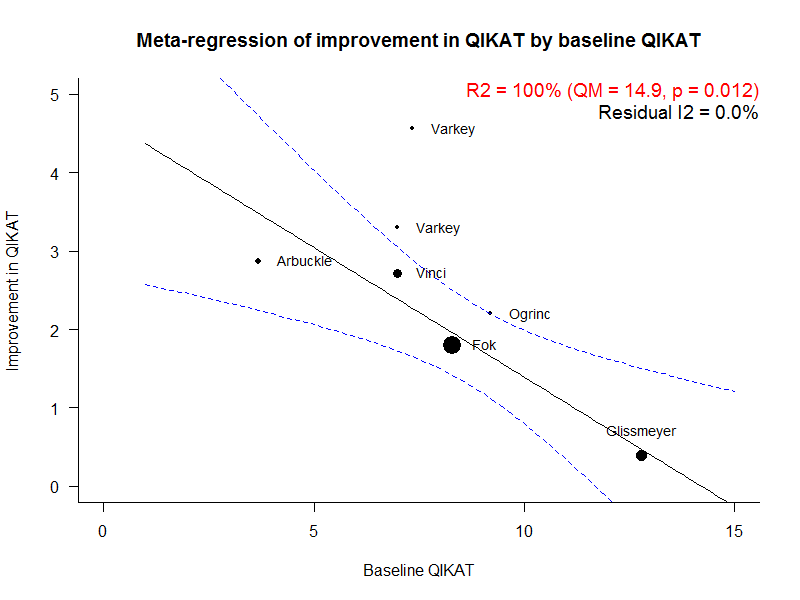 Meta-regression of improvement in QIKAT by baseline QIKAT
R2 = 100% (QM = 14.9, p = 0.012)
Residual I2 = 0.0%
5
4
3
2
1
0
Improvement in QIKAT
Varkey
Varkey
Arbuckle
Vinci
Ogrinc
Fok
Glissmeyer
0
5
10
15
Baseline QIKAT